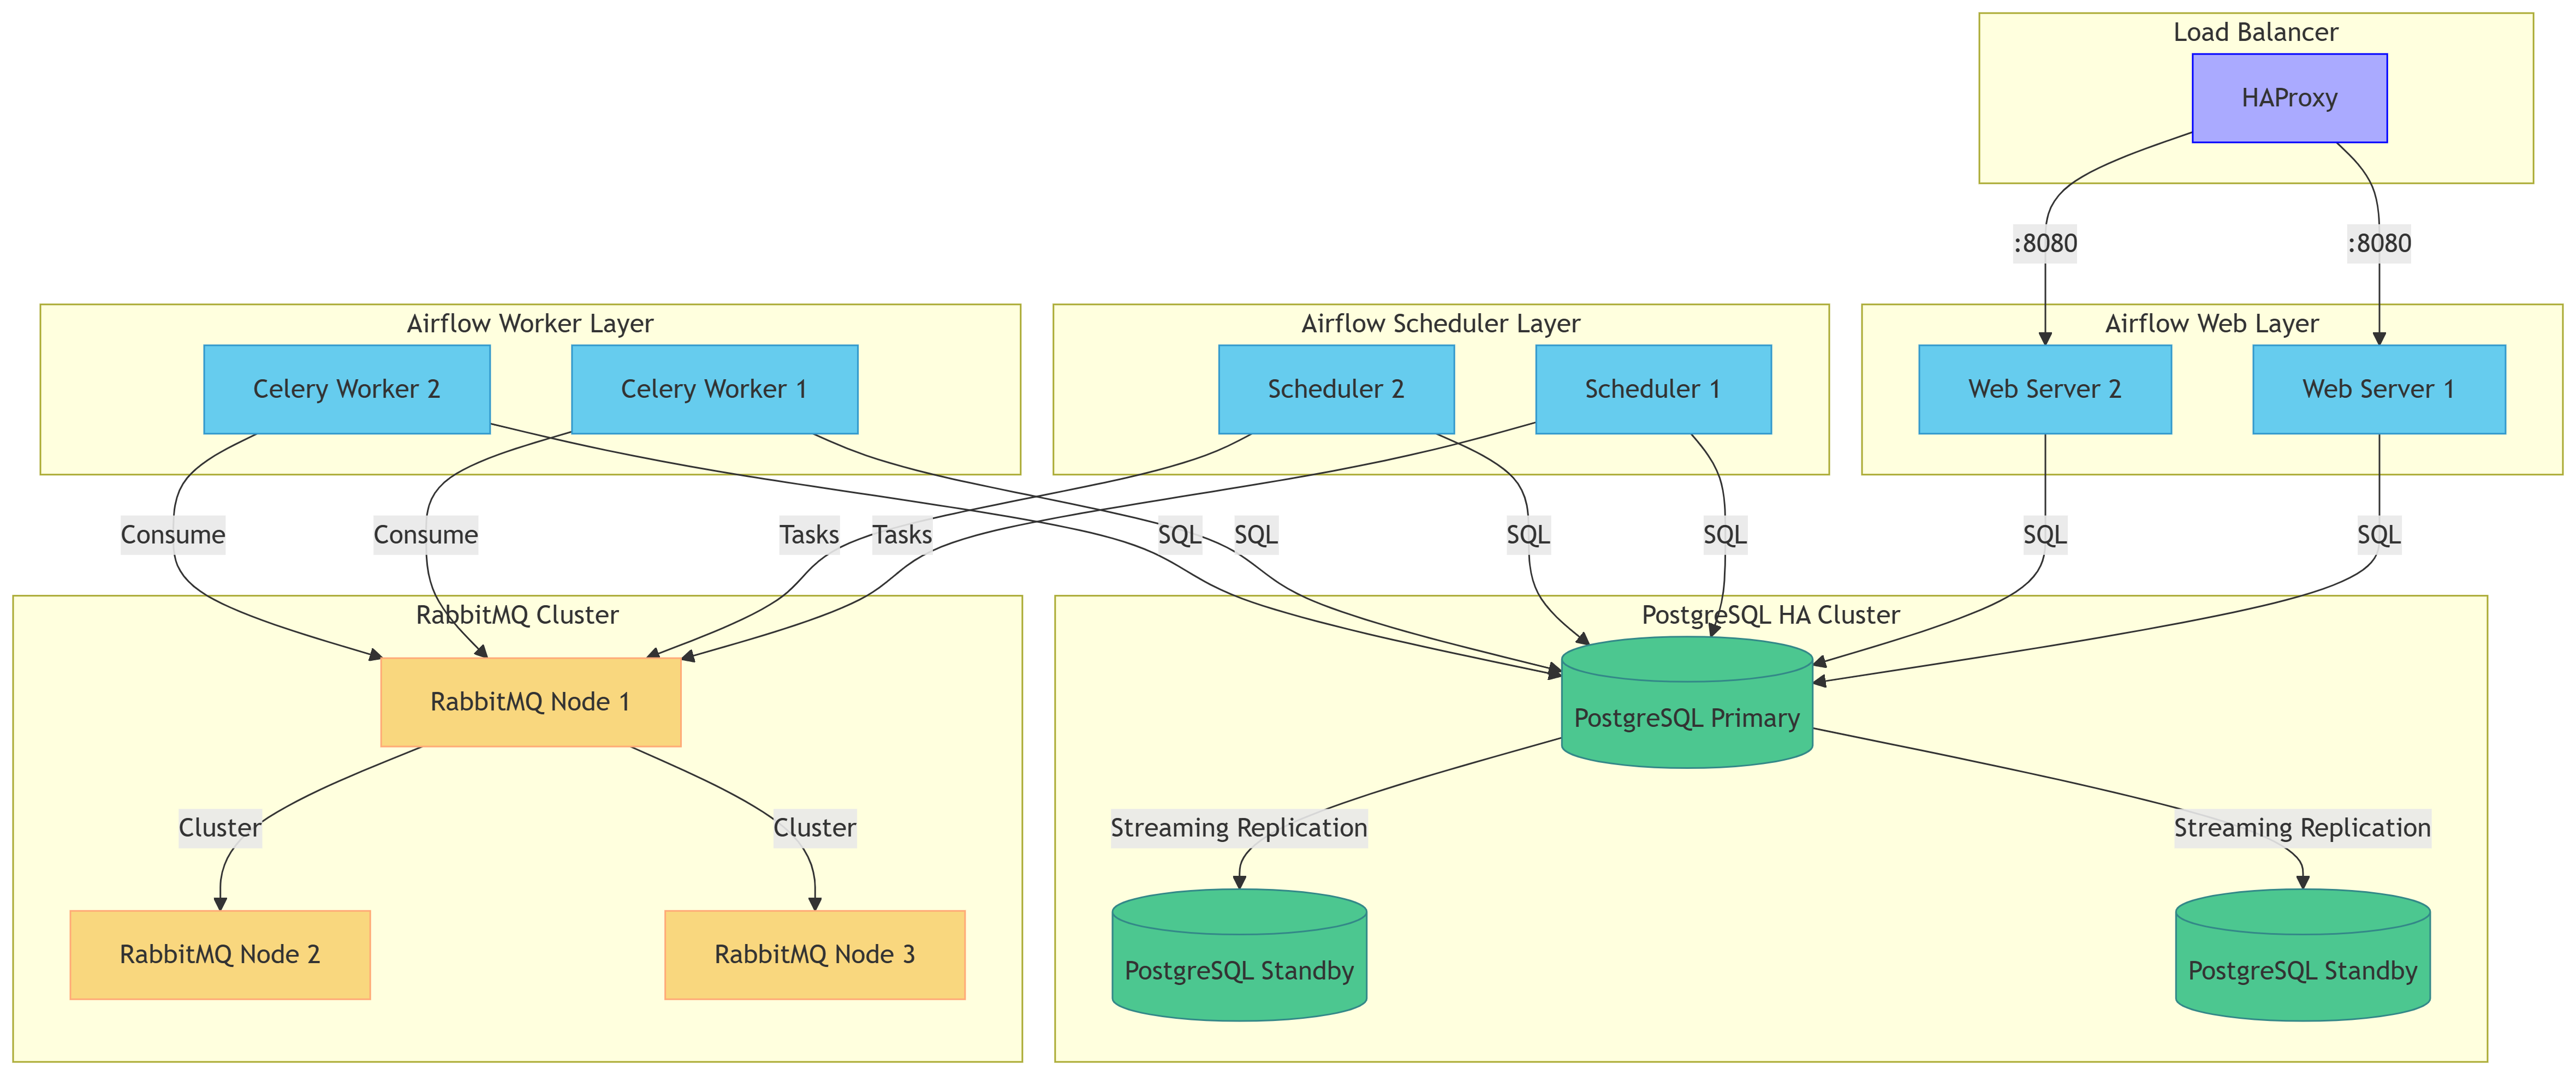 Load Balancer
HAProxy
:8080
:8080
Airflow Worker Layer
Airflow Scheduler Layer
Airflow Web Layer
Celery Worker 2
Celery Worker 1
Scheduler 2
Scheduler 1
Web Server 2
Web Server 1
Consume
Consume
Tasks
Tasks
SQL
SQL
SQL
SQL
SQL
SQL
RabbitMQ Cluster
PostgreSQL HA Cluster
RabbitMQ Node 1
PostgreSQL Primary
Cluster
Cluster
Streaming Replication
Streaming Replication
RabbitMQ Node 2
RabbitMQ Node 3
PostgreSQL Standby
PostgreSQL Standby